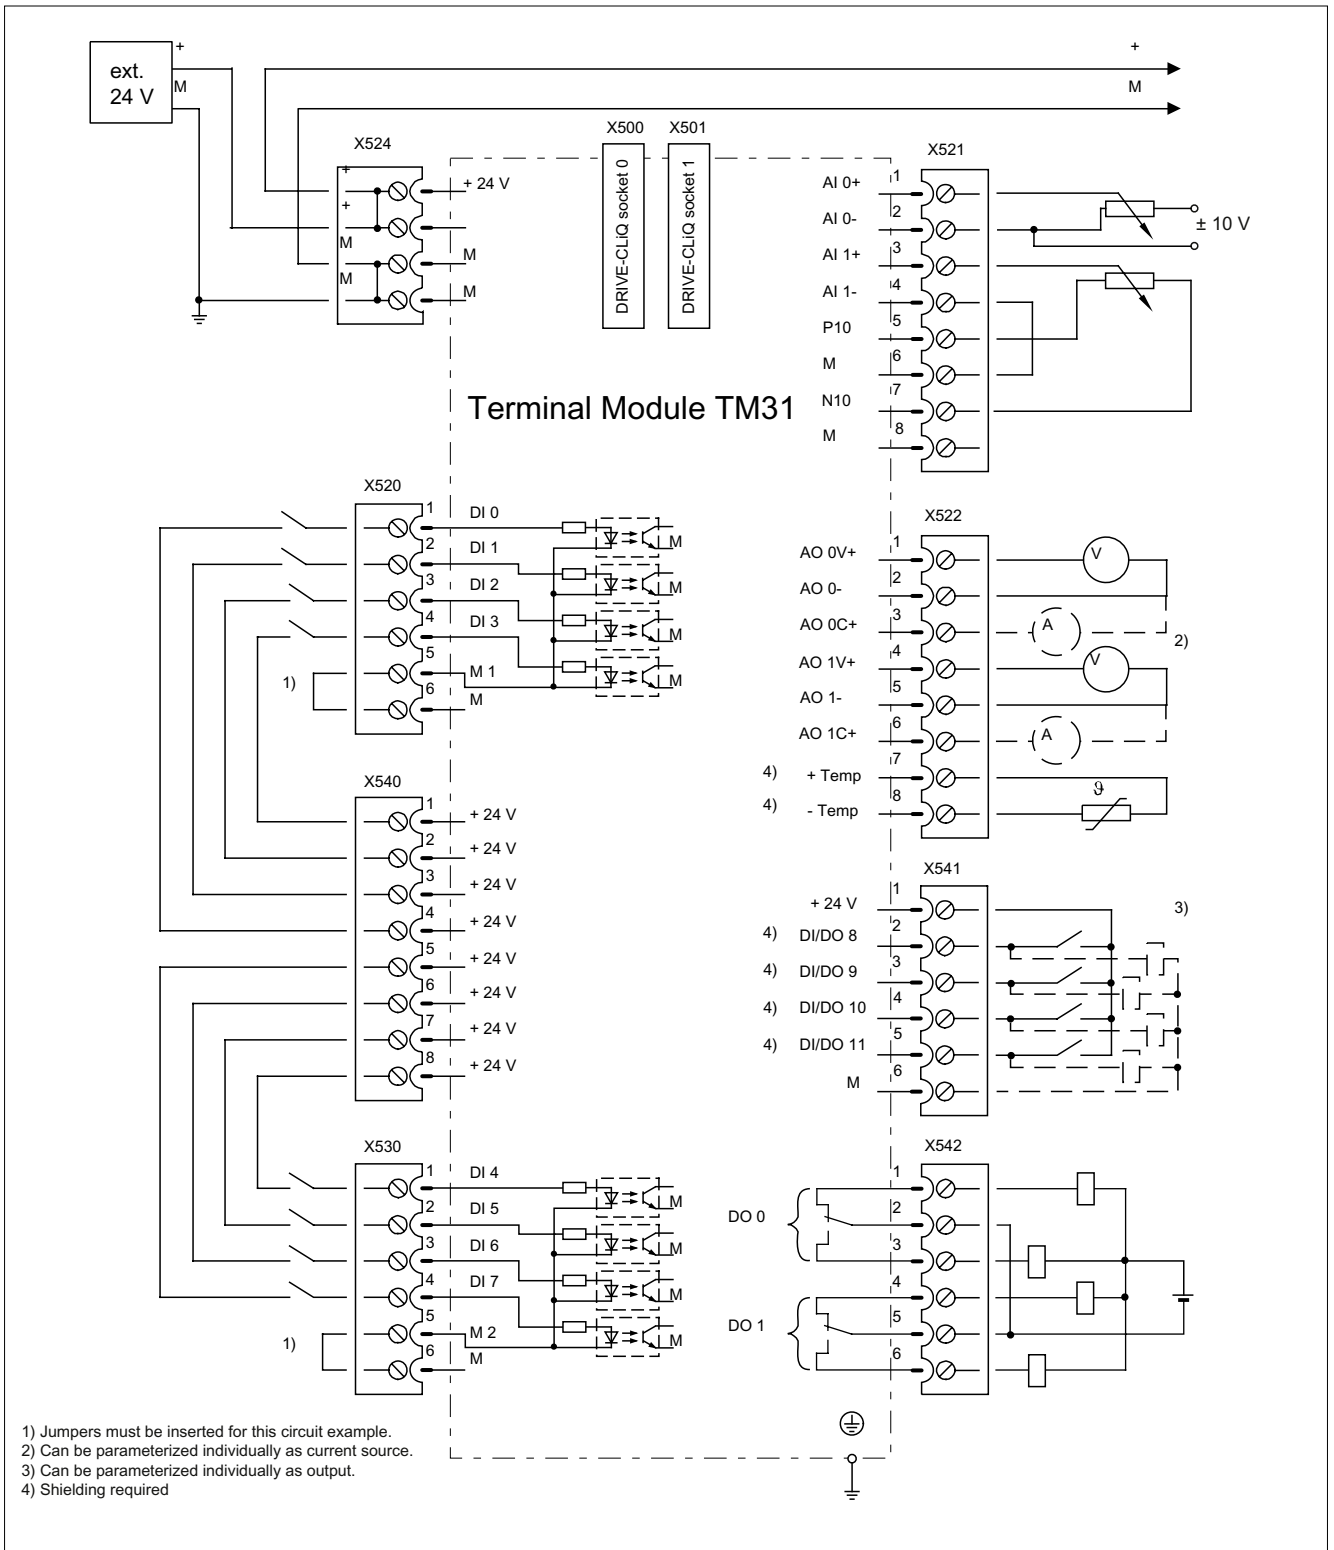 ext.
24 V
+
M
+
M
X524
+
+
M
M
+ 24 V
M
M
X500
X501
DRIVE-CLiQ socket 0
DRIVE-CLiQ socket 1
Terminal Module TM31
X521
AI 0+ 1
AI 0- 2
AI 1+ 3
AI 1- 4
P10 5
M 6
N10 7
M 8
± 10 V
X520
1 DI 0
2 DI 1
3 DI 2
4 DI 3
5 M 1
6 M
M
M
M
M
1)
X522
AO 0V+ 1
AO 0- 2
AO 0C+ 3
AO 1V+ 4
AO 1- 5
AO 1C+ 6
4) + Temp 7
4) - Temp 8
V
A
V
A
2)
ϑ
X540
1 + 24 V
2 + 24 V
3 + 24 V
4 + 24 V
5 + 24 V
6 + 24 V
7 + 24 V
8 + 24 V
X541
+ 24 V 1
4) DI/DO 8 2
4) DI/DO 9 3
4) DI/DO 10 4
4) DI/DO 11 5
M 6
3)
X530
1 DI 4
2 DI 5
3 DI 6
4 DI 7
5 M 2
6 M
M
M
M
M
1)
X542
DO 0
DO 1
1
2
3
4
5
6
1) Jumpers must be inserted for this circuit example.
2) Can be parameterized individually as current source.
3) Can be parameterized individually as output.
4) Shielding required